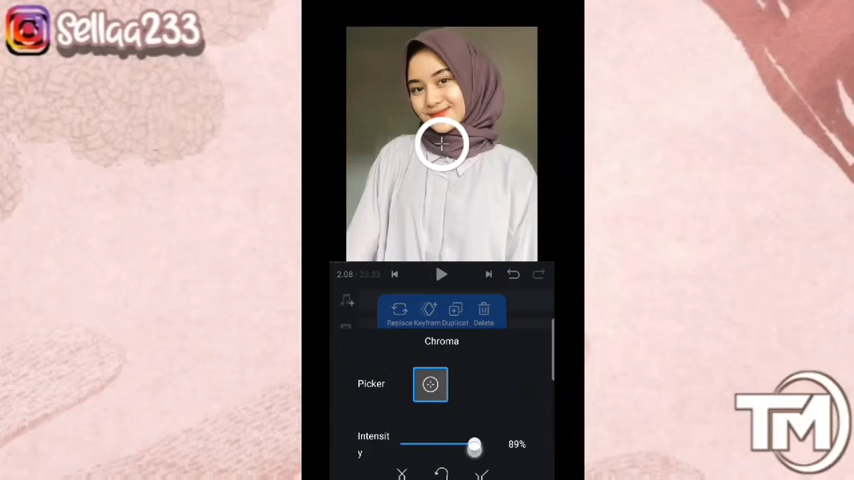 Sellaa233
2.08 / 23.33
Replace Keyfram Duplicat Delete
Chroma
Picker
Intensit
y
89%
TM